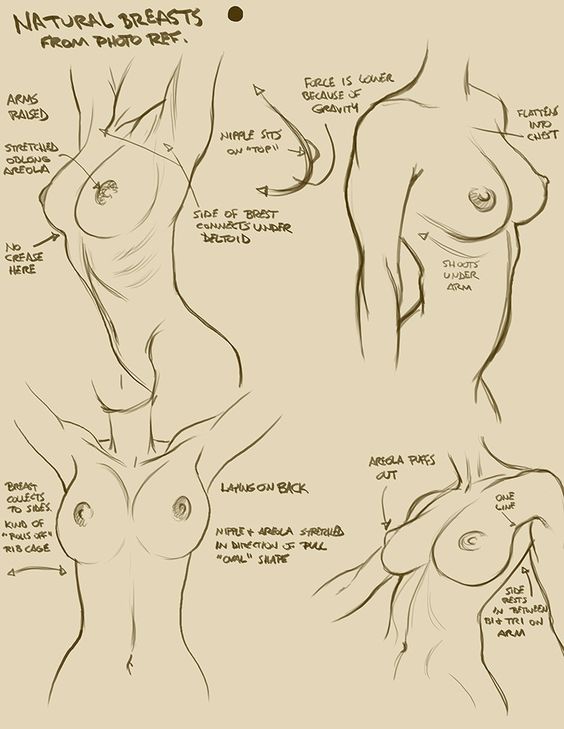 NATURAL BREASTS
FROM PHOTO REF.
ARMS
RAISED
STRETCHED
OBLONG
AREOLA
NO
CREASE
HERE
SIDE OF BREST
CONNECTS UNDER
DELTOID
NIPPLE SITS
ON "TOP"
FORCE IS LOWER
BECAUSE OF
GRAVITY
FLATTENS
INTO
CHEST
SHOOTS
UNDER
ARM
BREAST
COLLECTS
TO SIDES.
KIND OF
"ROLLS OFF"
RIB CAGE
LAYING ON BACK
NIPPLE + AREOLA STRETCHED
IN DIRECTION OF PULL
"OVAL" SHAPE
AREOLA PUFFS
OUT
ONE
LINE
SIDE
RESTS
IN BETWEEN
BI + TRI ON
ARM